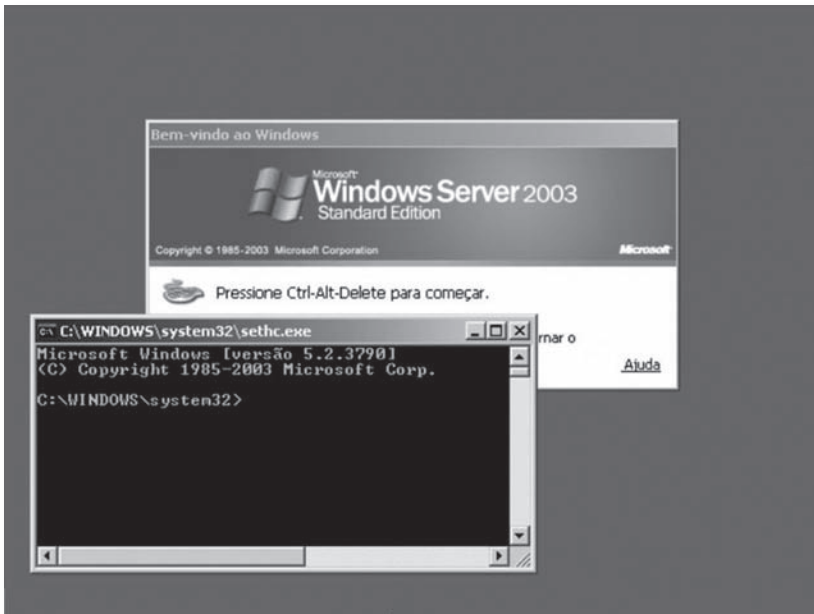 Bem-vindo ao Windows
Microsoft
Windows Server 2003
Standard Edition
Copyright © 1985-2003 Microsoft Corporation
Microsoft
Pressione Ctrl-Alt-Delete para começar.
rnar o
Ajuda
C:\WINDOWS\system32\sethc.exe
Microsoft Windows [versão 5.2.3790]
(C) Copyright 1985-2003 Microsoft Corp.
C:\WINDOWS\system32>